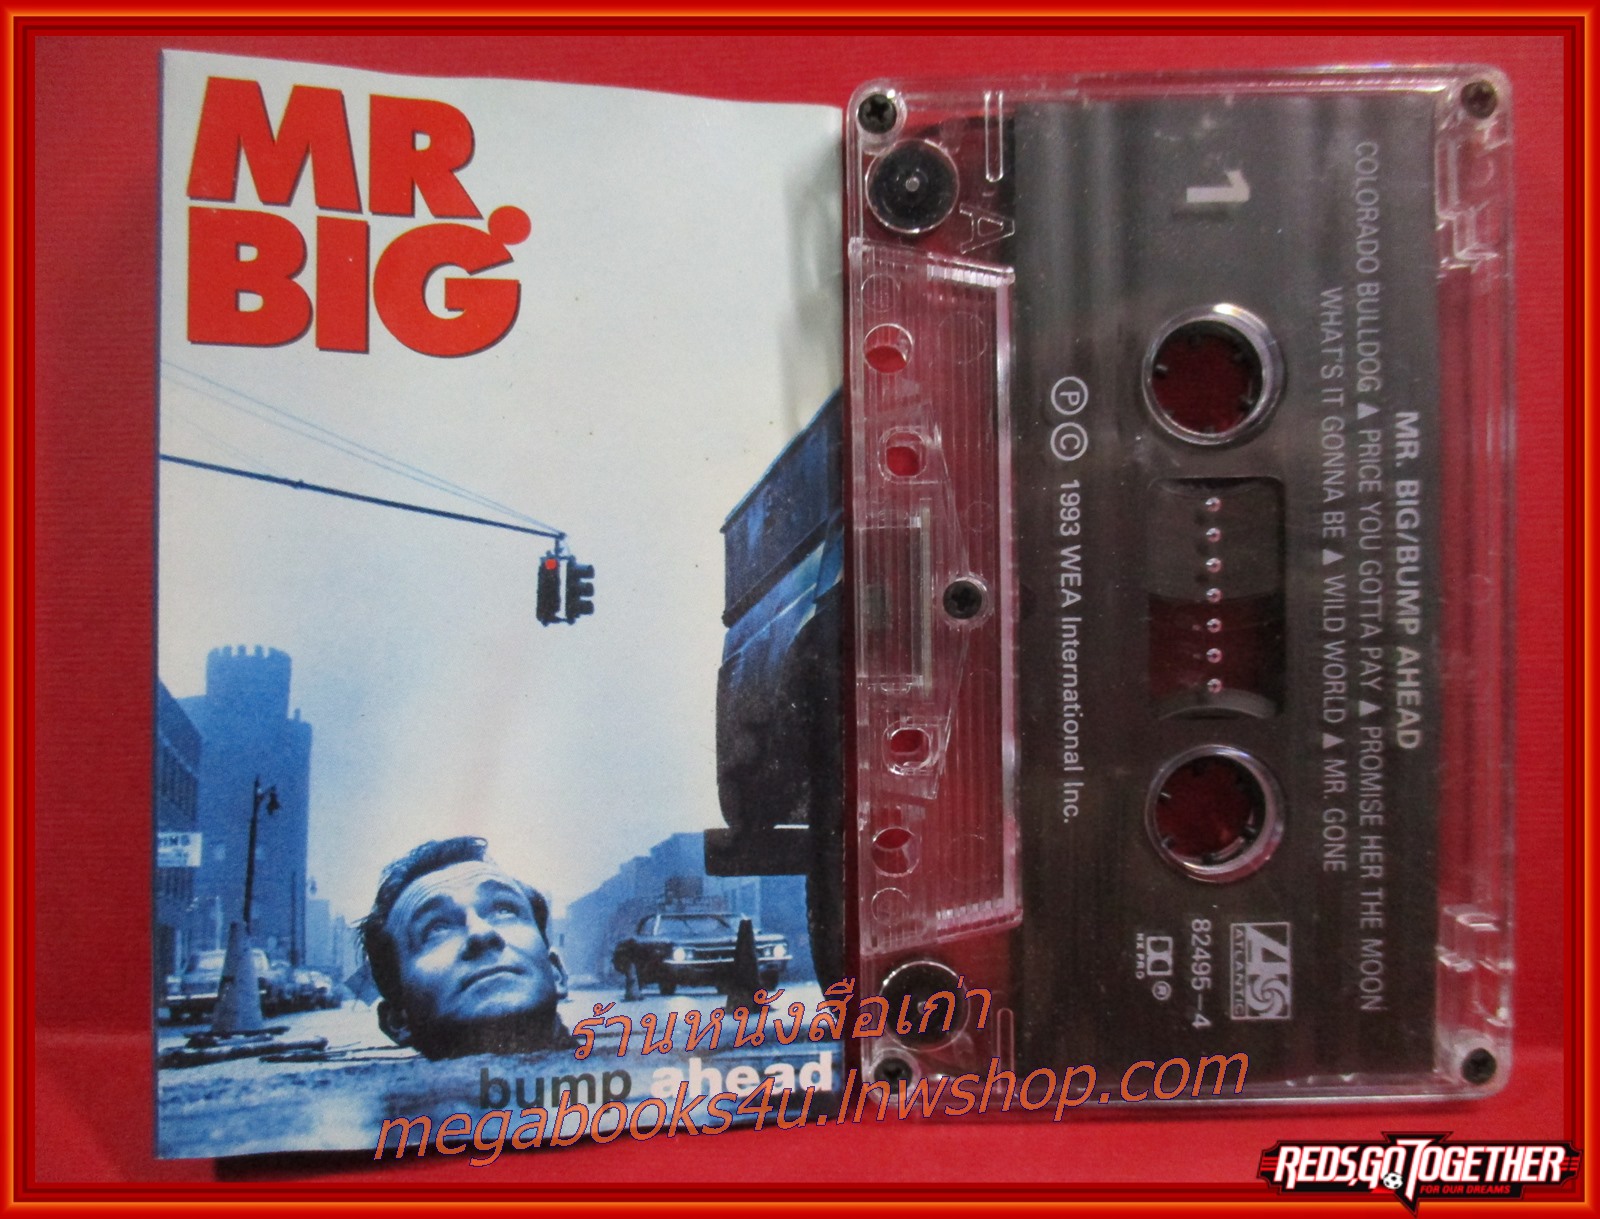 MR.
BIG
bump ahead
1
MR. BIG/BUMP AHEAD
COLORADO BULLDOG ▲ PRICE YOU GOTTA PAY ▲ PROMISE HER THE MOON
WHAT'S IT GONNA BE ▲ WILD WORLD ▲ MR. GONE
Ⓟ Ⓒ 1993 WEA International Inc.
ATLANTIC
82495-4
HX PRO
®
A
ร้านหนังสือเก่า
megabooks4u.lnwshop.com
REDS,GO TOGETHER
FOR OUR DREAMS